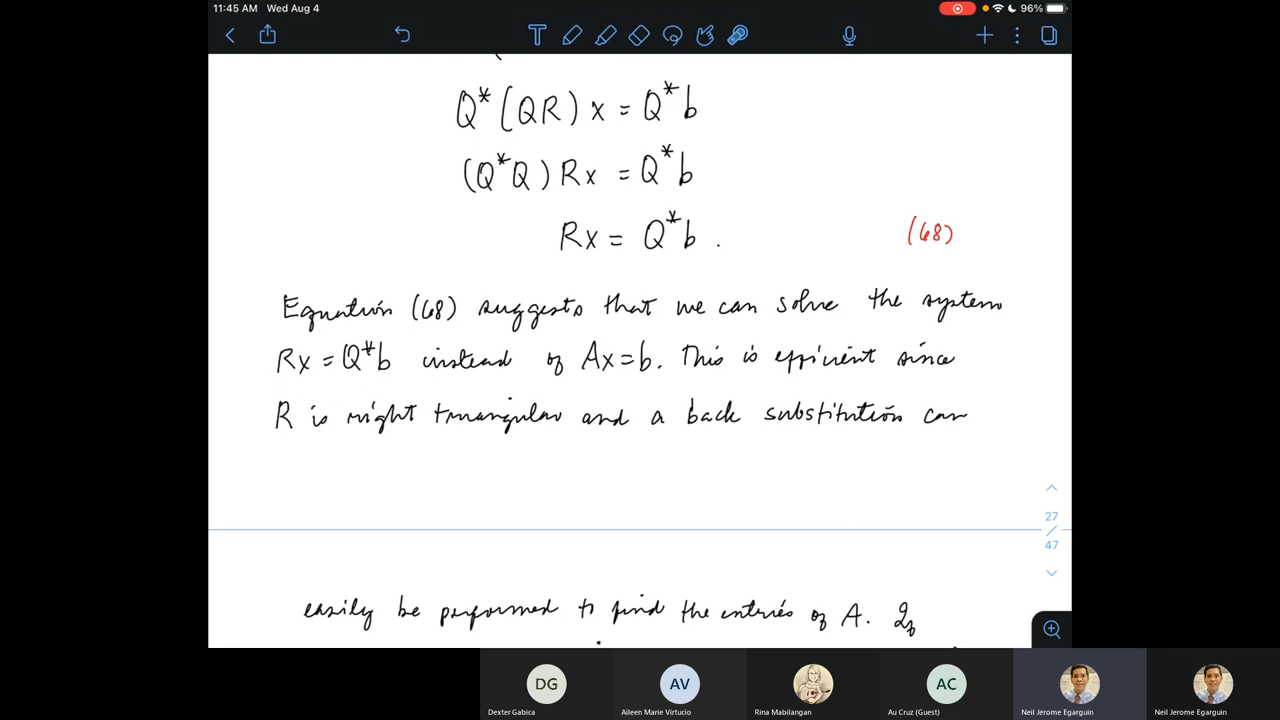 11:45 AM Wed Aug 4
96%
Q*(QR) x = Q*b
(Q*Q) Rx = Q*b
Rx = Q*b .
(68)
Equation (68) suggests that we can solve the system
Rx = Q*b instead of Ax=b. This is efficient since
R is right triangular and a back substitution can
27
47
easily be performed to find the entries of A. If
DG
AV
AC
Dexter Gabica
Aileen Marie Virtucio
Rina Mabilangan
Au Cruz (Guest)
Neil Jerome Egarguin
Neil Jerome Egarguin